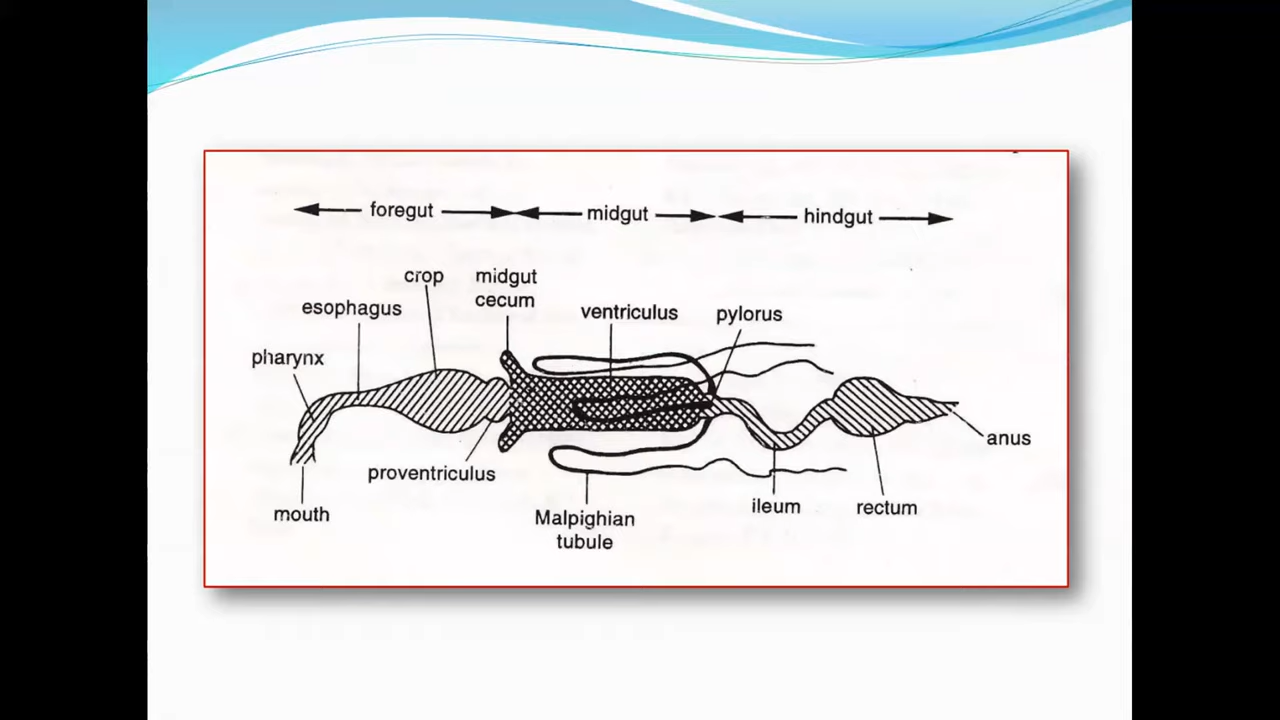 foregut midgut hindgut
crop
midgut
cecum
esophagus
ventriculus
pylorus
pharynx
anus
proventriculus
mouth
Malpighian
tubule
ileum
rectum